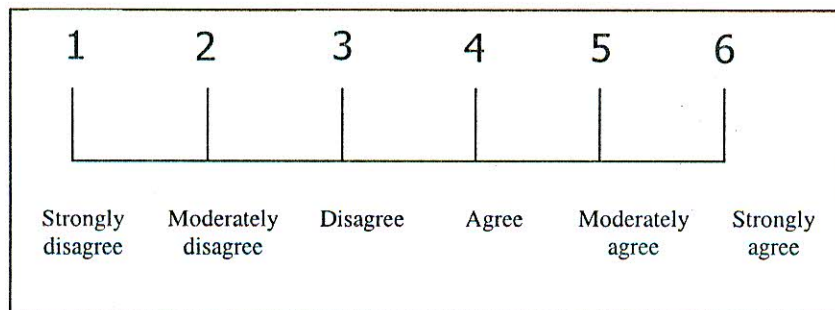 1 2 3 4 5 6
Strongly disagree
Moderately disagree
Disagree
Agree
Moderately agree
Strongly agree